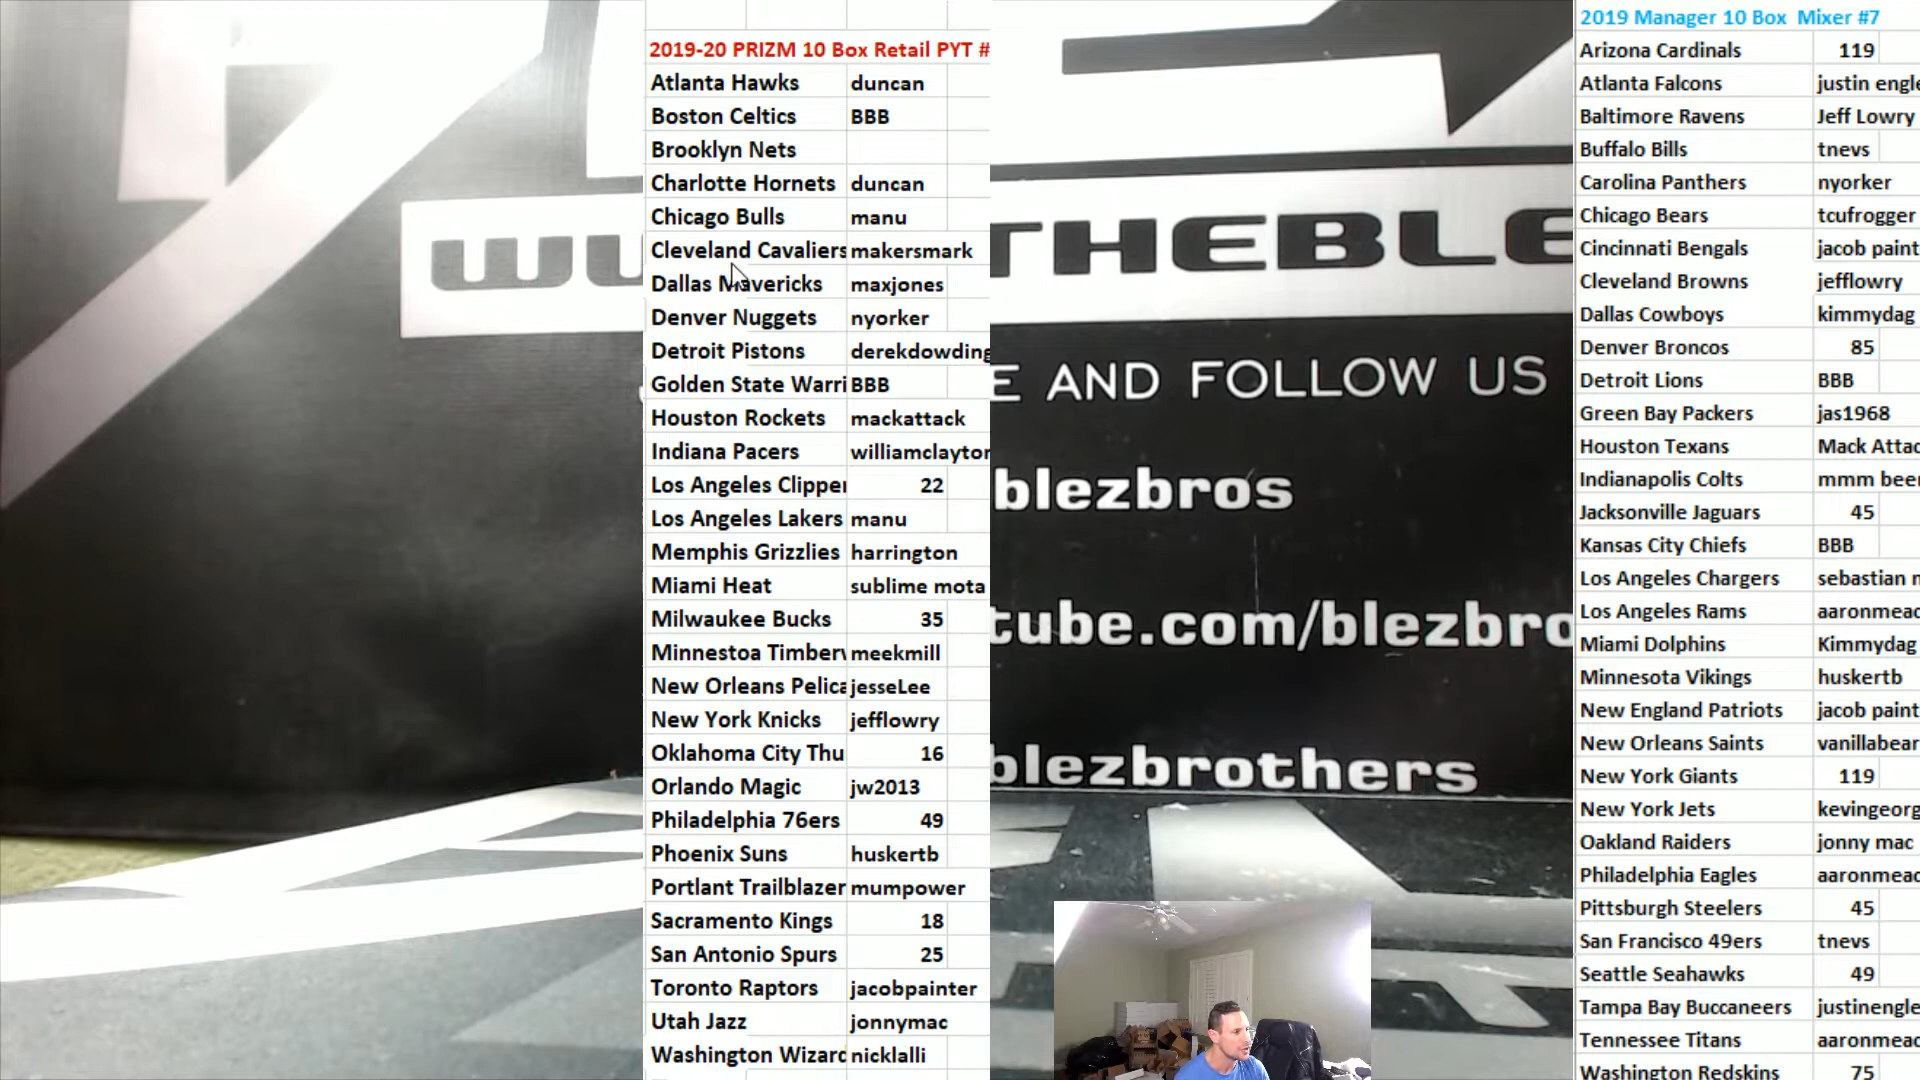 2019-20 PRIZM 10 Box Retail PYT #
Atlanta Hawks duncan
Boston Celtics BBB
Brooklyn Nets
Charlotte Hornets duncan
Chicago Bulls manu
Cleveland Cavaliers makersmark
Dallas Mavericks maxjones
Denver Nuggets nyorker
Detroit Pistons derekdowding
Golden State Warri BBB
Houston Rockets mackattack
Indiana Pacers williamclayton
Los Angeles Clipper 22
Los Angeles Lakers manu
Memphis Grizzlies harrington
Miami Heat sublime mota
Milwaukee Bucks 35
Minnestoa Timberw meekmill
New Orleans Pelica jesseLee
New York Knicks jefflowry
Oklahoma City Thu 16
Orlando Magic jw2013
Philadelphia 76ers 49
Phoenix Suns huskertb
Portlant Trailblazer mumpower
Sacramento Kings 18
San Antonio Spurs 25
Toronto Raptors jacobpainter
Utah Jazz jonnymac
Washington Wizard nicklalli
WU
THEBLE
E AND FOLLOW US
blezbros
tube.com/blezbro
blezbrothers
2019 Manager 10 Box Mixer #7
Arizona Cardinals 119
Atlanta Falcons justin engle
Baltimore Ravens Jeff Lowry
Buffalo Bills tnevs
Carolina Panthers nyorker
Chicago Bears tcufrogger
Cincinnati Bengals jacob paint
Cleveland Browns jefflowry
Dallas Cowboys kimmydag
Denver Broncos 85
Detroit Lions BBB
Green Bay Packers jas1968
Houston Texans Mack Attac
Indianapolis Colts mmm beer
Jacksonville Jaguars 45
Kansas City Chiefs BBB
Los Angeles Chargers sebastian n
Los Angeles Rams aaronmead
Miami Dolphins Kimmydag
Minnesota Vikings huskertb
New England Patriots jacob paint
New Orleans Saints vanillabear
New York Giants 119
New York Jets kevingeorg
Oakland Raiders jonny mac
Philadelphia Eagles aaronmead
Pittsburgh Steelers 45
San Francisco 49ers tnevs
Seattle Seahawks 49
Tampa Bay Buccaneers justinengle
Tennessee Titans aaronmead
Washington Redskins 75